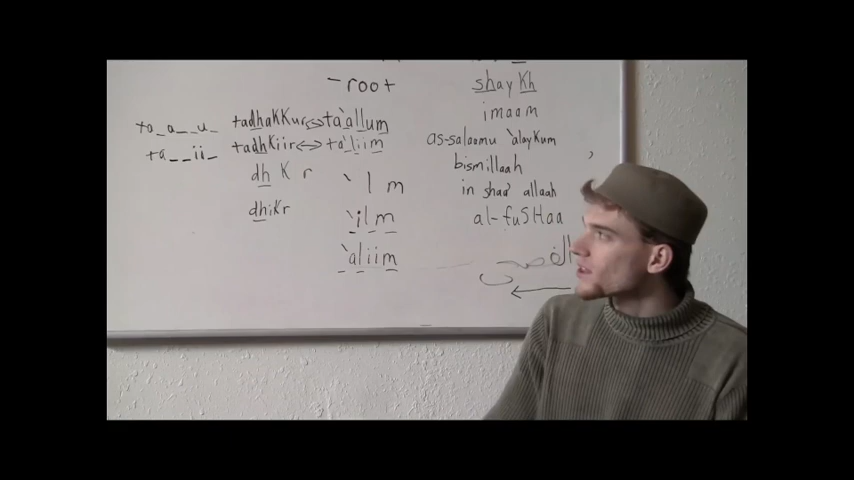 -root
ta_a__u_ tadhaKKur<->ta`allum
ta__ii_ tadhKiir<->ta`liim
dh K r
` l m
dhiKr
`ilm
`aliim
shayKh
imaam
as-salaamu `alayKum
bismillaah
in shaa' allaah
al-fuSHaa